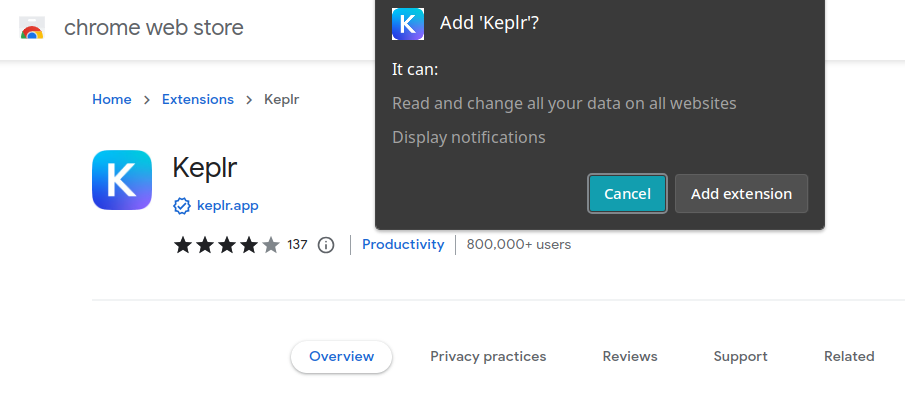 chrome web store
K Add 'Keplr'?
It can:
Read and change all your data on all websites
Display notifications
Cancel Add extension
Home > Extensions > Keplr
K
Keplr
keplr.app
137 Productivity 800,000+ users
Overview Privacy practices Reviews Support Related